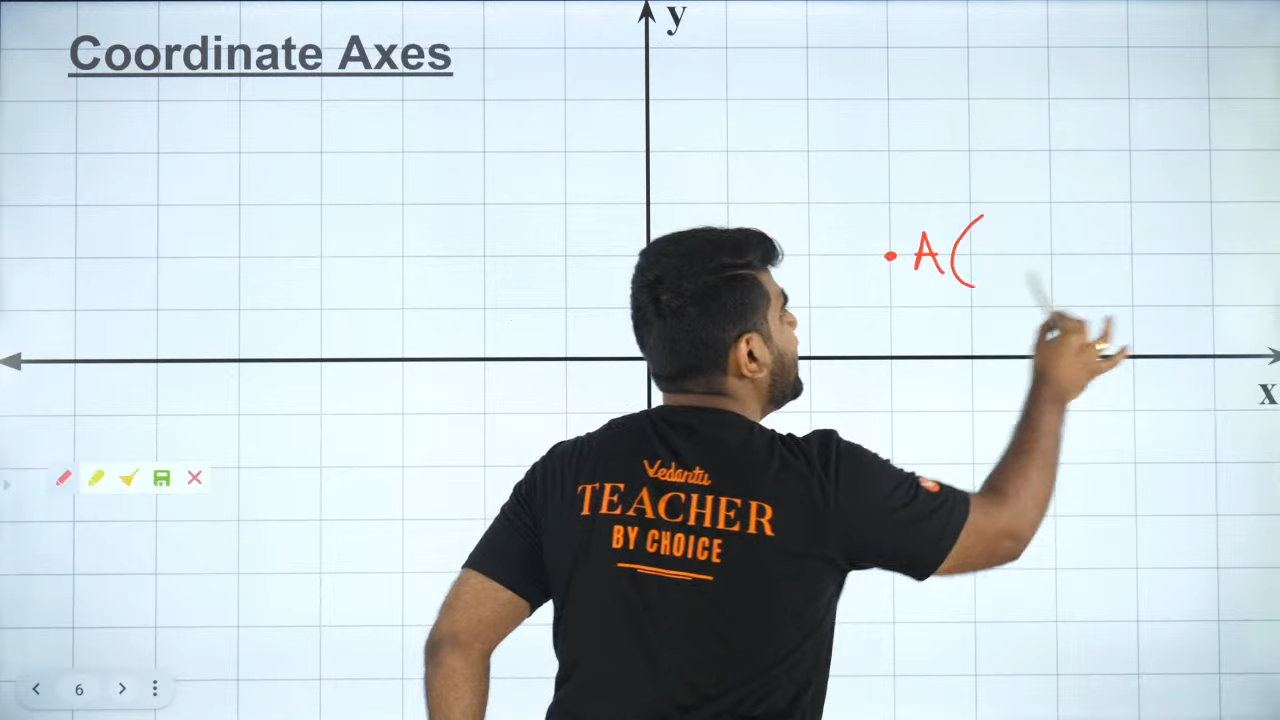 Coordinate Axes
y
A(
x
Vedantu
TEACHER
BY CHOICE
6